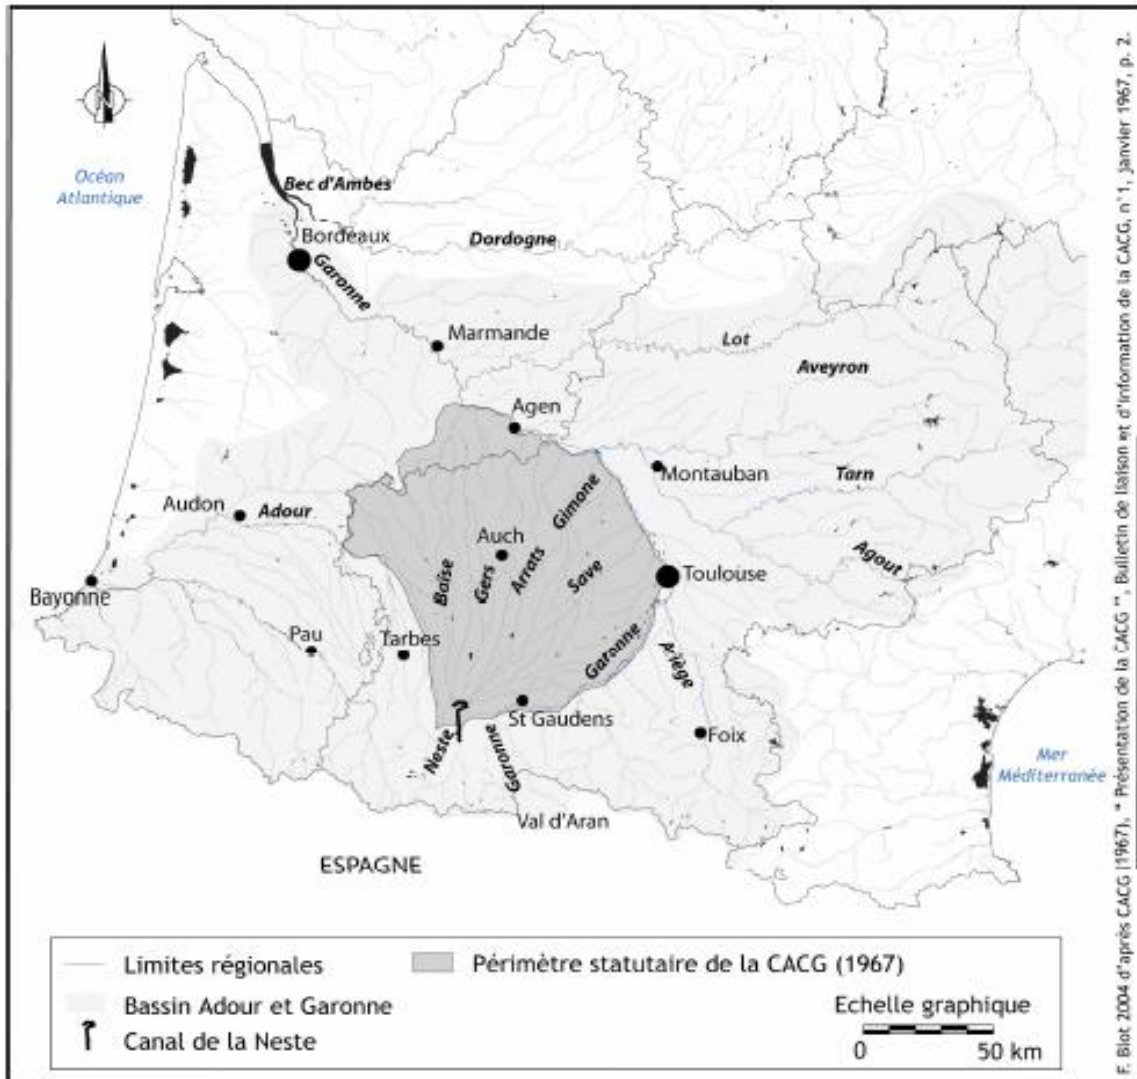 Océan
Atlantique
Bec d'Ambes
Bordeaux
Dordogne
Garonne
Marmande
Lot
Aveyron
Agen
Montauban
Tarn
Audon
Adour
Gimone
Auch
Baïse
Gers
Arrats
Save
Toulouse
Agout
Bayonne
Pau
Tarbes
Garonne
Ariège
St Gaudens
Foix
Neste
Garonne
Mer
Méditerranée
Val d'Aran
ESPAGNE
Limites régionales
Périmètre statutaire de la CACG (1967)
Bassin Adour et Garonne
Canal de la Neste
Echelle graphique
0 50 km
F. Blot 2004 d'après CACG (1967), " Présentation de la CACG ", Bulletin de liaison et d'information de la CACG, n°1, janvier 1967, p. 2.